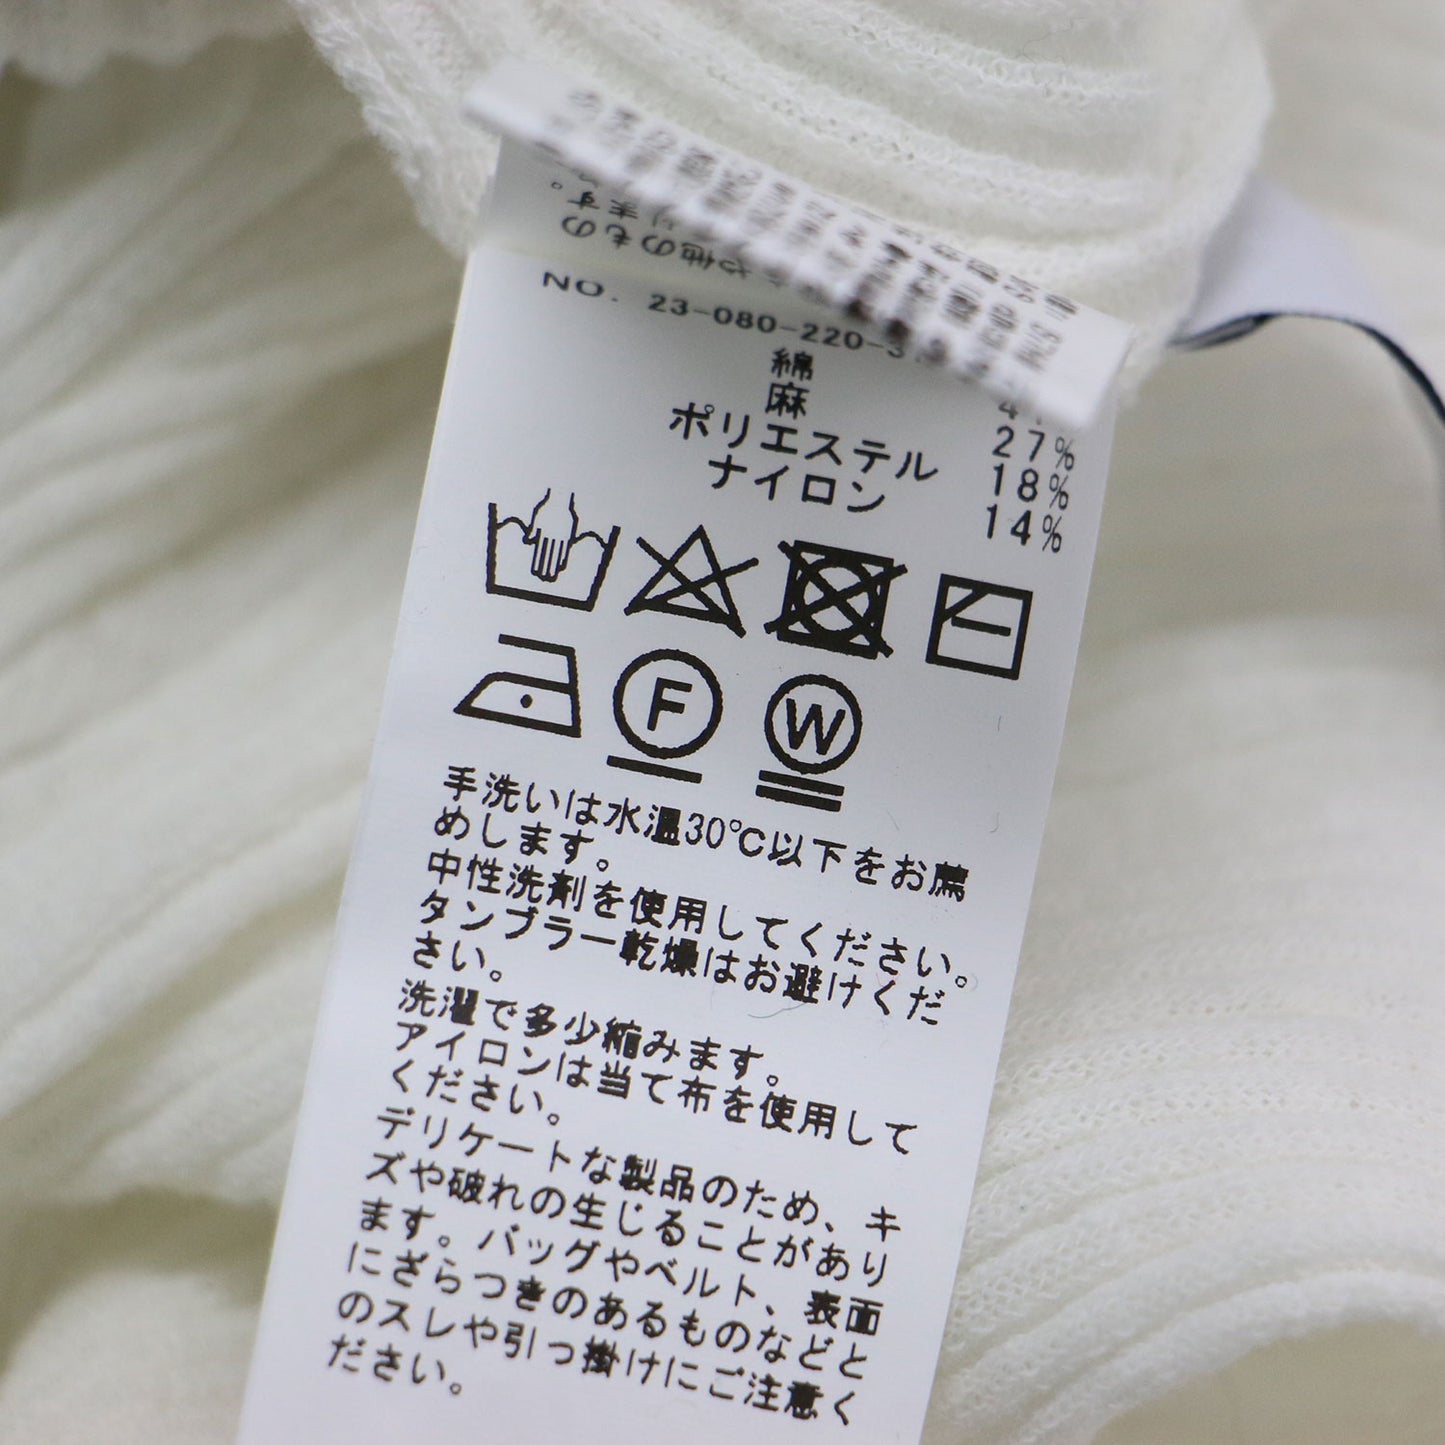 NO. 23-080-220-3
綿
麻 27%
ポリエステル 18%
ナイロン 14%
F
W
手洗いは水温30℃以下をお薦
めします。
中性洗剤を使用してください。
タンブラー乾燥はお避けくだ
さい。
洗濯で多少縮みます。
アイロンは当て布を使用して
ください。
デリケートな製品のため、キ
ズや破れの生じることがあり
ます。バッグやベルト、表面
にざらつきのあるものなどと
のスレや引っ掛けにご注意く
ださい。